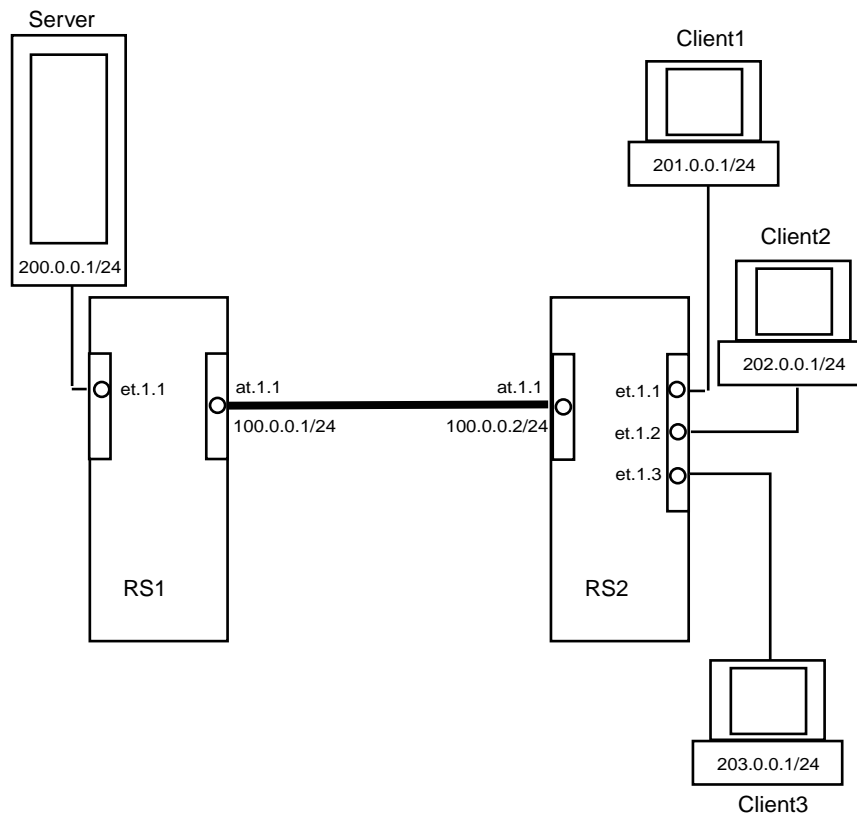 Server
Client1
201.0.0.1/24
Client2
200.0.0.1/24
202.0.0.1/24
et.1.1
at.1.1
at.1.1
et.1.1
100.0.0.1/24
100.0.0.2/24
et.1.2
et.1.3
RS1
RS2
203.0.0.1/24
Client3